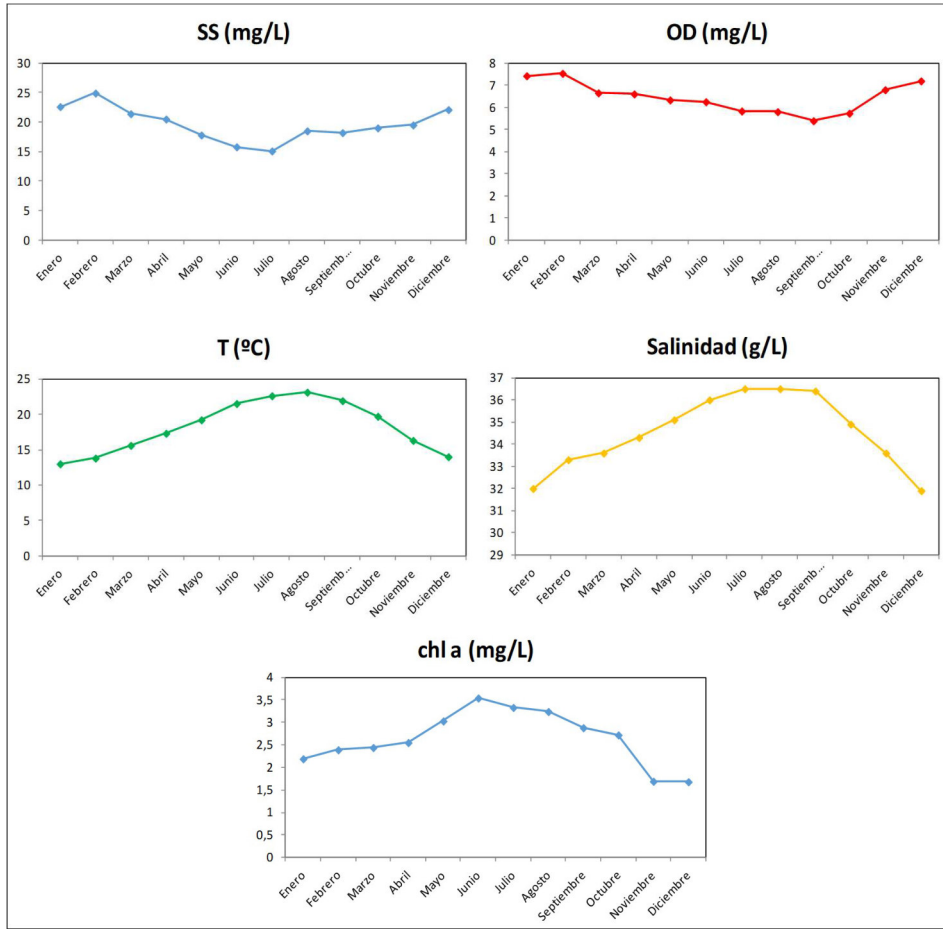 SS (mg/L)
30
25
20
15
10
5
0
Enero
Febrero
Marzo
Abril
Mayo
Junio
Julio
Agosto
Septiemb...
Octubre
Noviembre
Diciembre
OD (mg/L)
8
7
6
5
4
3
2
1
0
Enero
Febrero
Marzo
Abril
Mayo
Junio
Julio
Agosto
Septiemb...
Octubre
Noviembre
Diciembre
T (ºC)
25
20
15
10
5
0
Enero
Febrero
Marzo
Abril
Mayo
Junio
Julio
Agosto
Septiemb...
Octubre
Noviembre
Diciembre
Salinidad (g/L)
37
36
35
34
33
32
31
30
29
Enero
Febrero
Marzo
Abril
Mayo
Junio
Julio
Agosto
Septiemb...
Octubre
Noviembre
Diciembre
chl a (mg/L)
4
3,5
3
2,5
2
1,5
1
0,5
0
Enero
Febrero
Marzo
Abril
Mayo
Junio
Julio
Agosto
Septiembre
Octubre
Noviembre
Diciembre